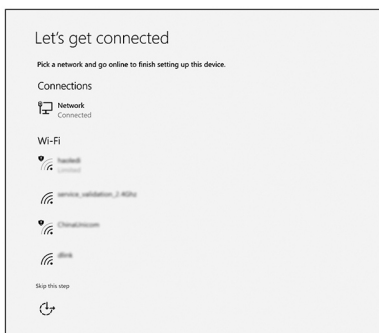 Let's get connected
Pick a network and go online to finish setting up this device.
Connections
Network
Connected
Wi-Fi
Limited
service_validation_2.4Ghz
ChinaUnicom
dlink
Skip this step